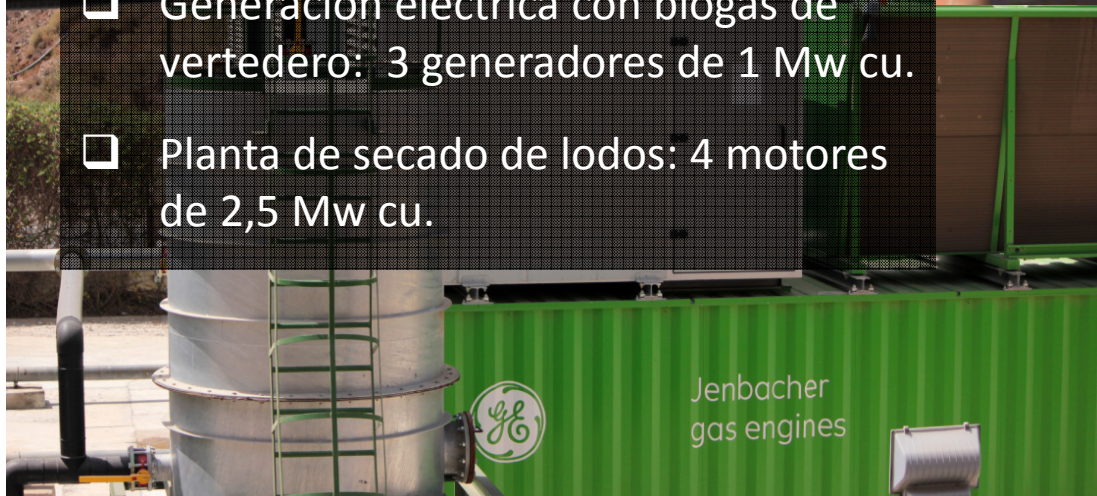 ❑ Generación eléctrica con biogás de
vertedero: 3 generadores de 1 Mw cu.
❑ Planta de secado de lodos: 4 motores
de 2,5 Mw cu.
GE
Jenbacher
gas engines